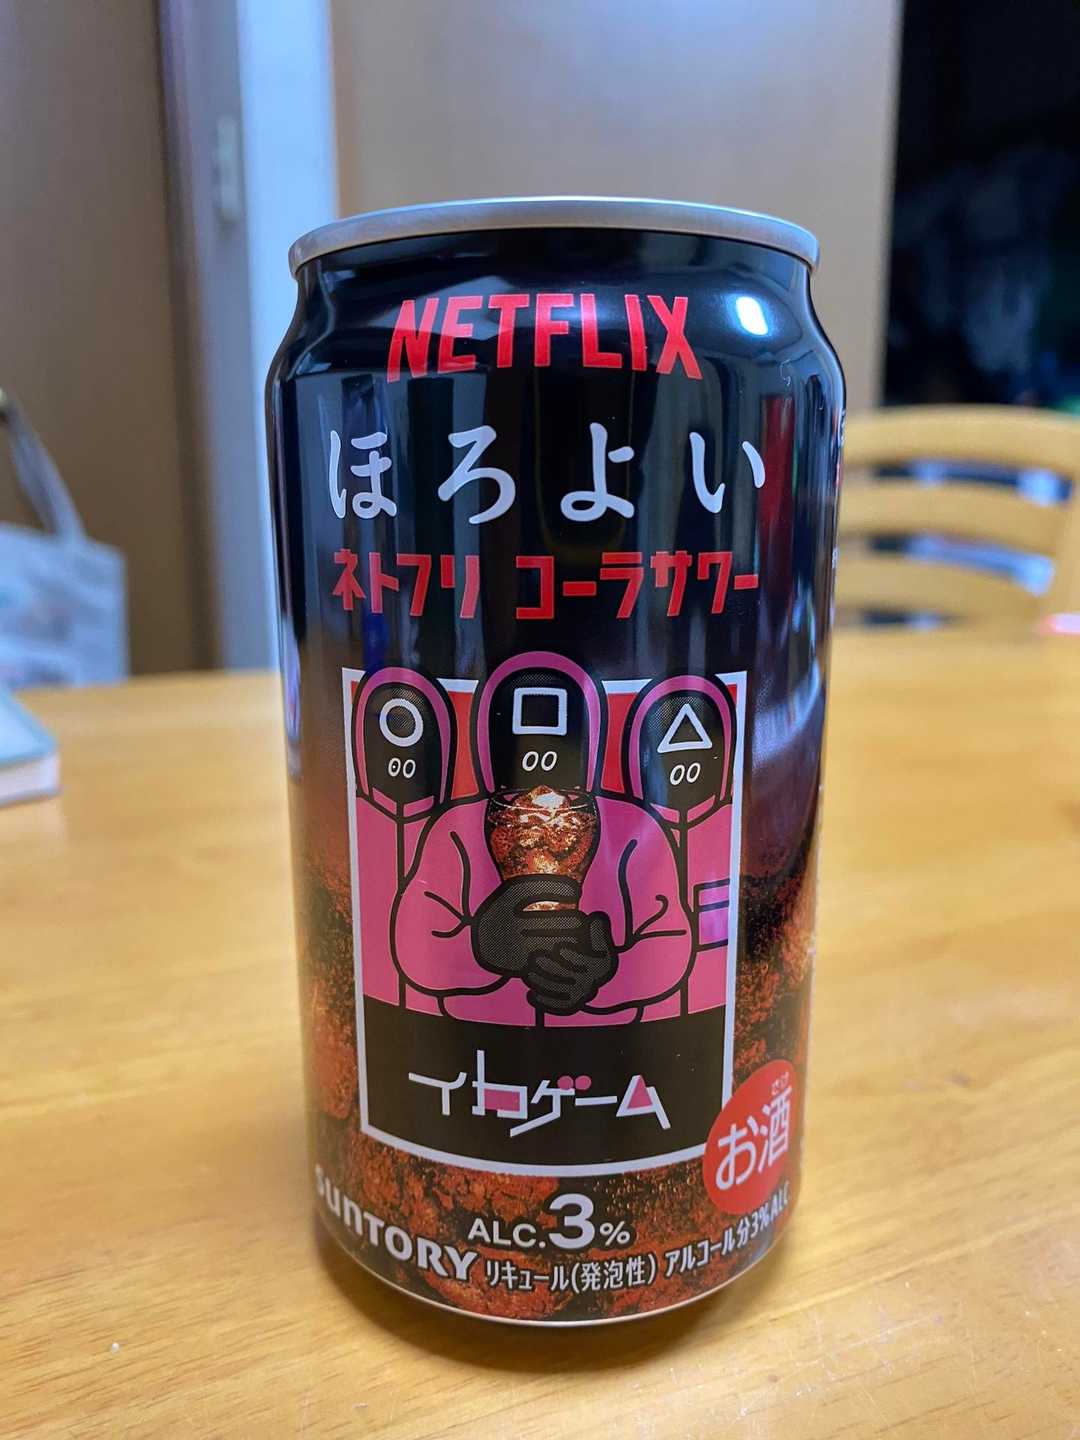 NETFLIX
ほろよい
ネトフリ コーラサワー
イカゲーム
さけ
お酒
SUNTORY
ALC.3%
リキュール(発泡性) アルコール分3%ALC